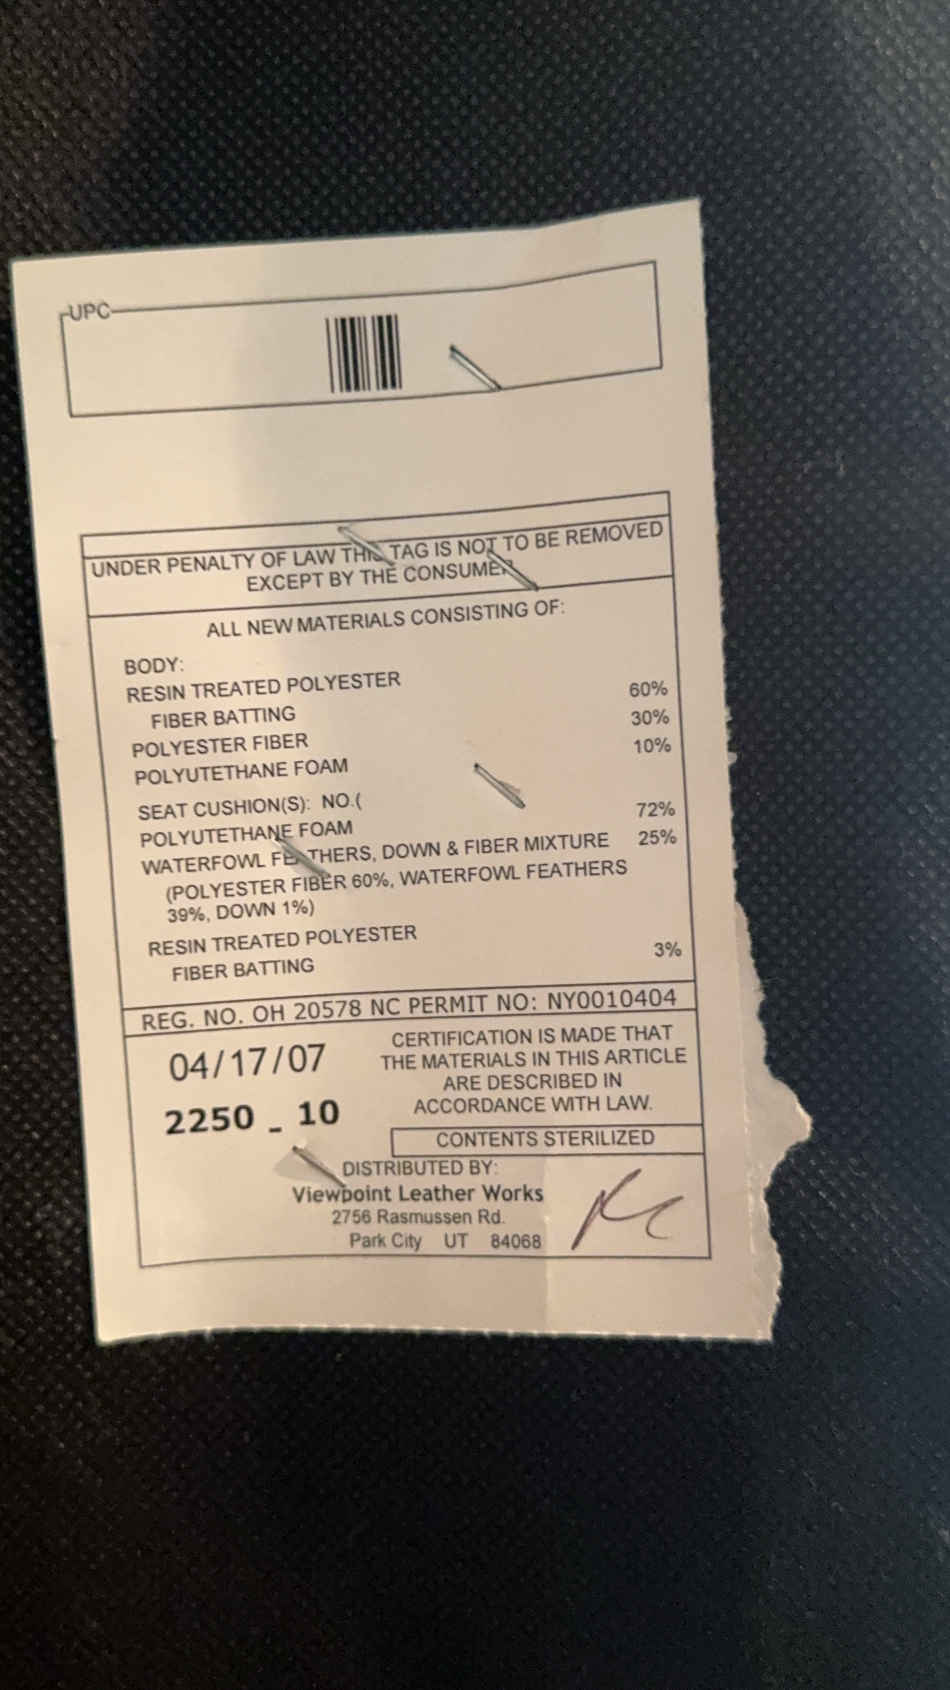 UPC
UNDER PENALTY OF LAW THIS TAG IS NOT TO BE REMOVED
EXCEPT BY THE CONSUMER
ALL NEW MATERIALS CONSISTING OF:
BODY:
RESIN TREATED POLYESTER
FIBER BATTING 60%
POLYESTER FIBER 30%
POLYUTETHANE FOAM 10%
SEAT CUSHION(S): NO.(
POLYUTETHANE FOAM 72%
WATERFOWL FEATHERS, DOWN & FIBER MIXTURE 25%
(POLYESTER FIBER 60%, WATERFOWL FEATHERS
39%, DOWN 1%)
RESIN TREATED POLYESTER
FIBER BATTING 3%
REG. NO. OH 20578 NC PERMIT NO: NY0010404
04/17/07
2250 _ 10
CERTIFICATION IS MADE THAT
THE MATERIALS IN THIS ARTICLE
ARE DESCRIBED IN
ACCORDANCE WITH LAW.
CONTENTS STERILIZED
DISTRIBUTED BY:
Viewpoint Leather Works
2756 Rasmussen Rd.
Park City UT 84068